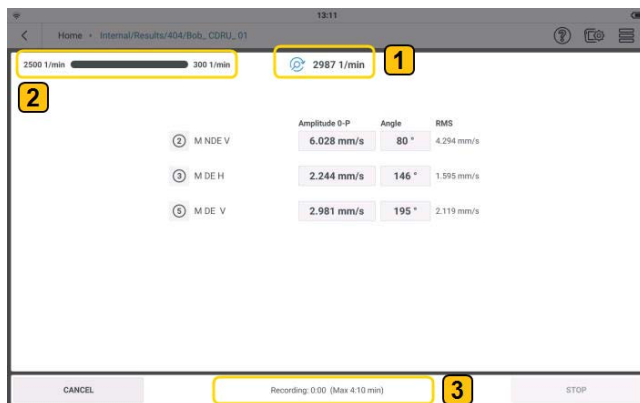 13:11
Home • Internal/Results/404/Bob_ CDRU_ 01
2500 1/min 300 1/min 2987 1/min 1
2
Amplitude 0-P Angle RMS
2 M NDE V 6.028 mm/s 80 ° 4.294 mm/s
3 M DE H 2.244 mm/s 146 ° 1.595 mm/s
5 M DE V 2.981 mm/s 195 ° 2.119 mm/s
CANCEL Recording: 0:00 (Max 4:10 min) 3 STOP